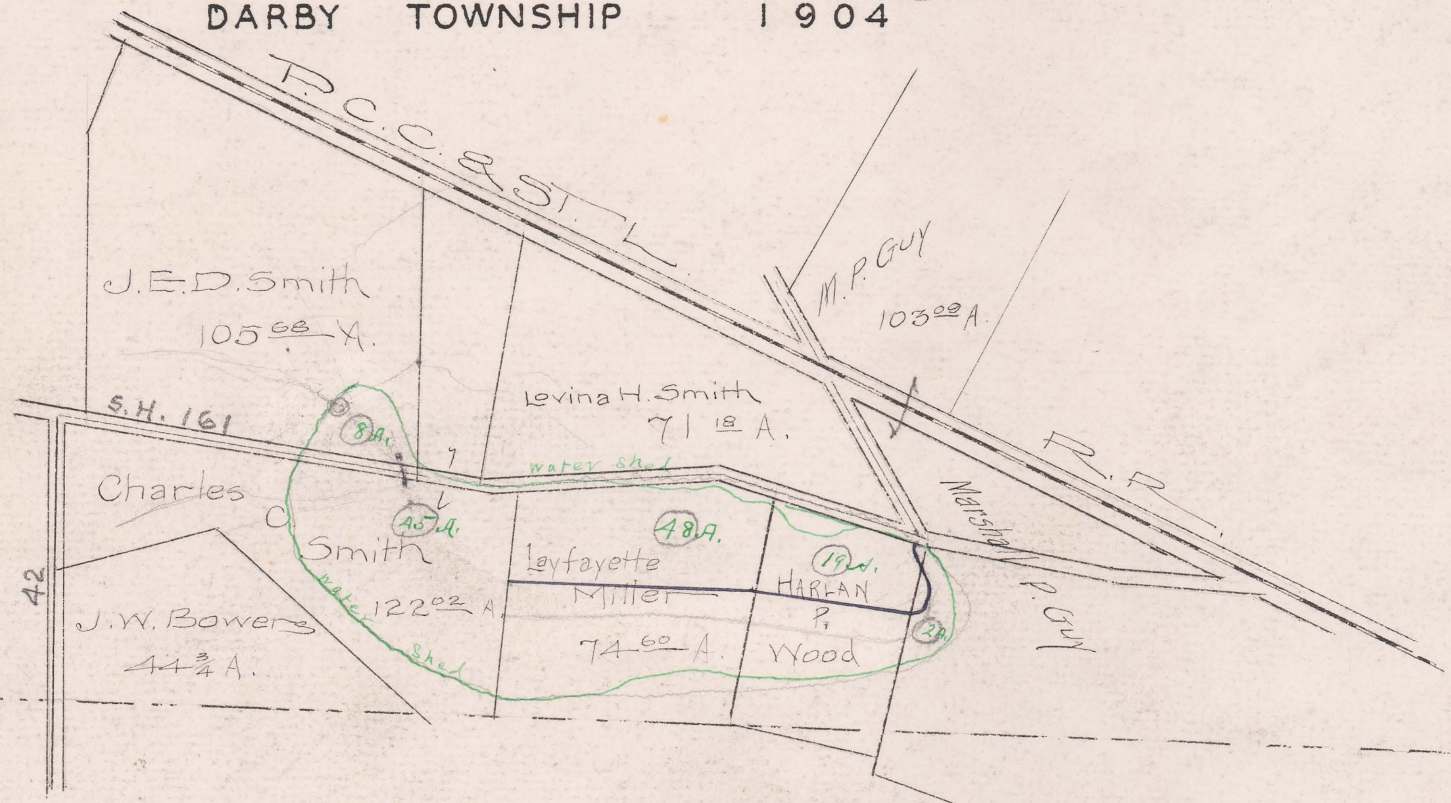 DARBY TOWNSHIP 1904
P. C. C. & ST. L. R. R.
M. P. GUY
103 09 A.
J. E. D. Smith
105 68 A.
Lovina H. Smith
71 18 A.
S. H. 161
8 A.
water shed
Charles
C
Smith
122 02 A.
45 A.
48 A.
19 A.
2 A.
Layfayette
Miller
74 60 A.
HARLAN
P.
Wood
Marshal P. Guy
42
J. W. Bowers
44 3/4 A.
water shed